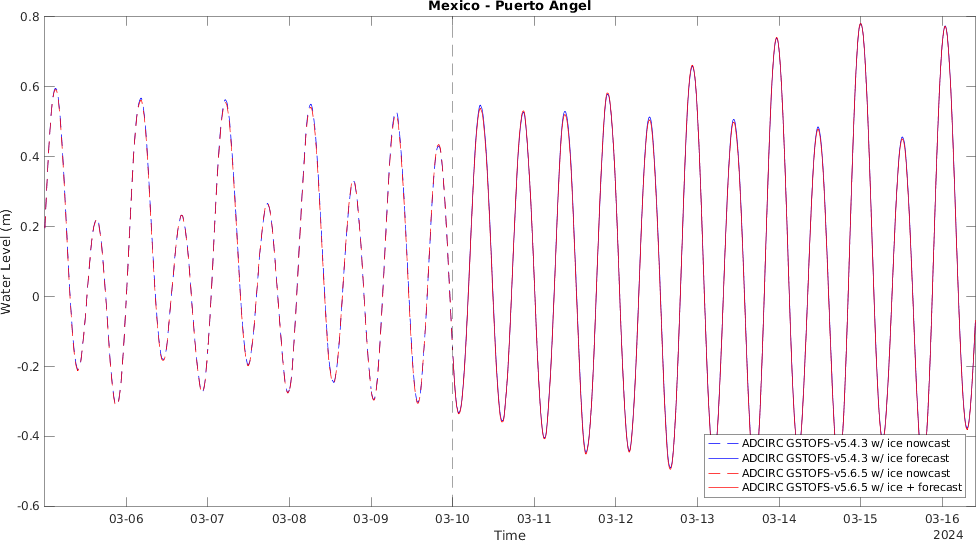 Mexico - Puerto Angel
0.8
0.6
0.4
0.2
0
-0.2
-0.4
-0.6
Water Level (m)
ADCIRC GSTOFS-v5.4.3 w/ ice nowcast
ADCIRC GSTOFS-v5.4.3 w/ ice forecast
ADCIRC GSTOFS-v5.6.5 w/ ice nowcast
ADCIRC GSTOFS-v5.6.5 w/ ice + forecast
03-06 03-07 03-08 03-09 03-10 03-11 03-12 03-13 03-14 03-15 03-16
Time
2024